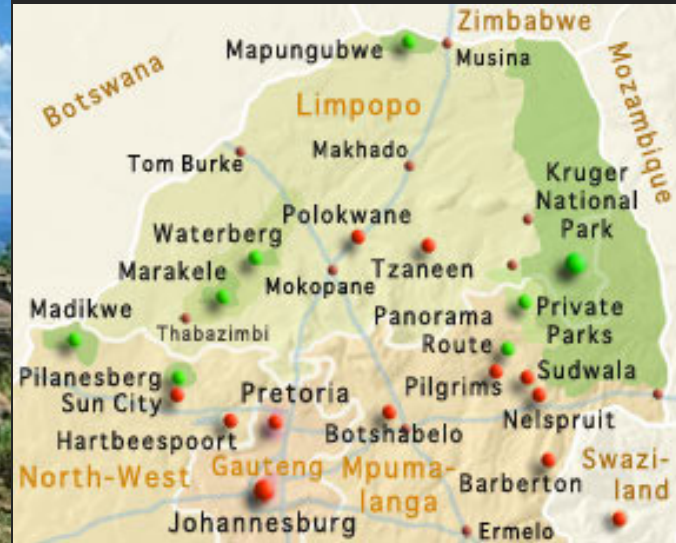 Zimbabwe
Mapungubwe
Musina
Botswana
Mozambique
Limpopo
Tom Burke
Makhado
Kruger
National
Park
Polokwane
Waterberg
Marakele
Mokopane
Tzaneen
Madikwe
Thabazimbi
Panorama
Route
Private
Parks
Pilanesberg
Sun City
Pretoria
Pilgrims
Sudwala
Hartbeespoort
Botshabelo
Nelspruit
North-West
Gauteng
Mpuma-
langa
Barberton
Swazi-
land
Johannesburg
Ermelo